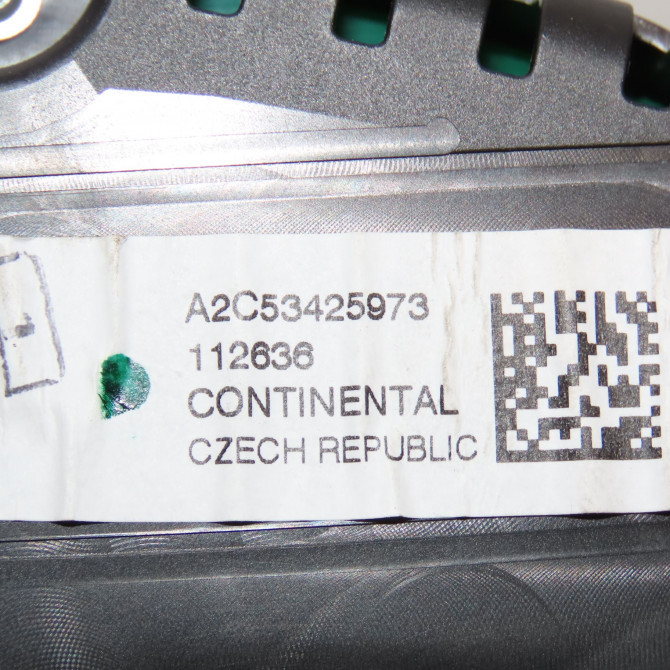 A2C53425973
112636
CONTINENTAL
CZECH REPUBLIC